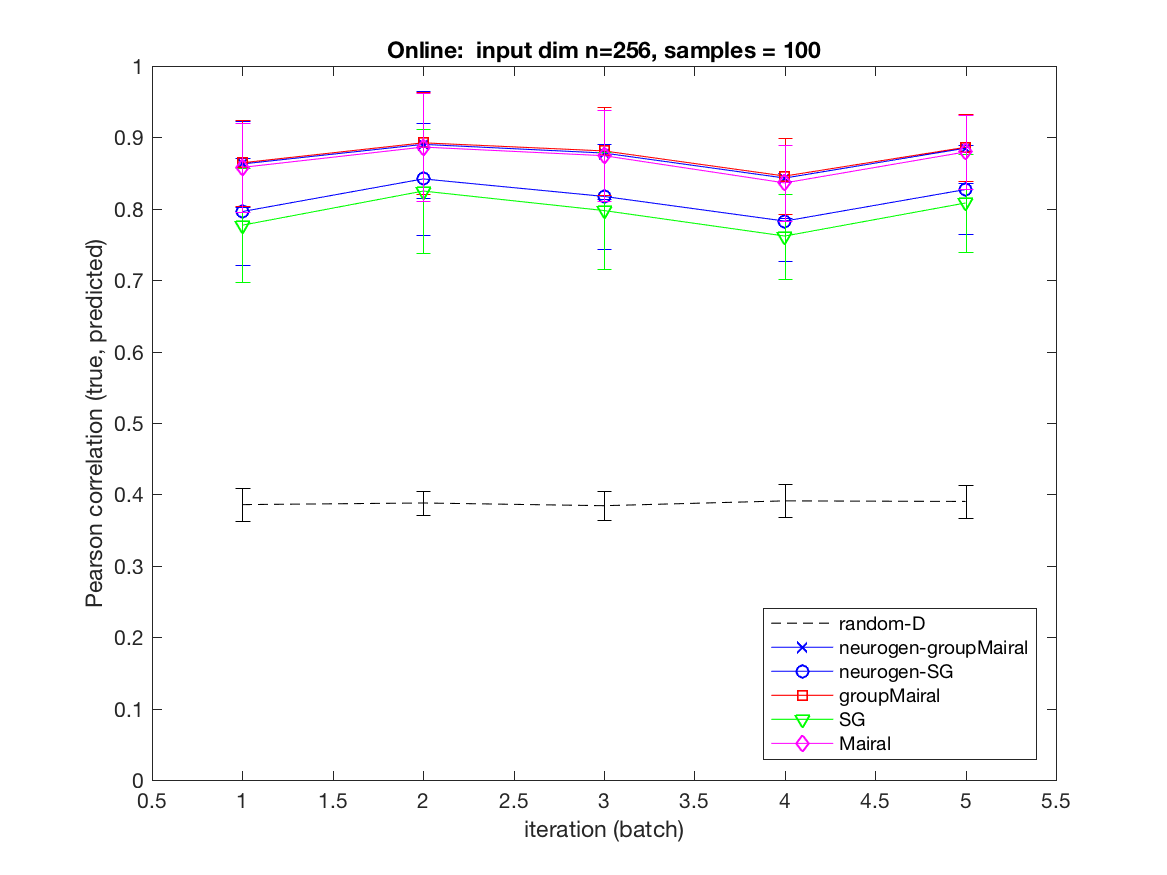 Online:  input dim n=256, samples = 100
Pearson correlation (true, predicted)
1
0.9
0.8
0.7
0.6
0.5
0.4
0.3
0.2
0.1
0
random-D
neurogen-groupMairal
neurogen-SG
groupMairal
SG
Mairal
0.5 1 1.5 2 2.5 3 3.5 4 4.5 5 5.5
iteration (batch)